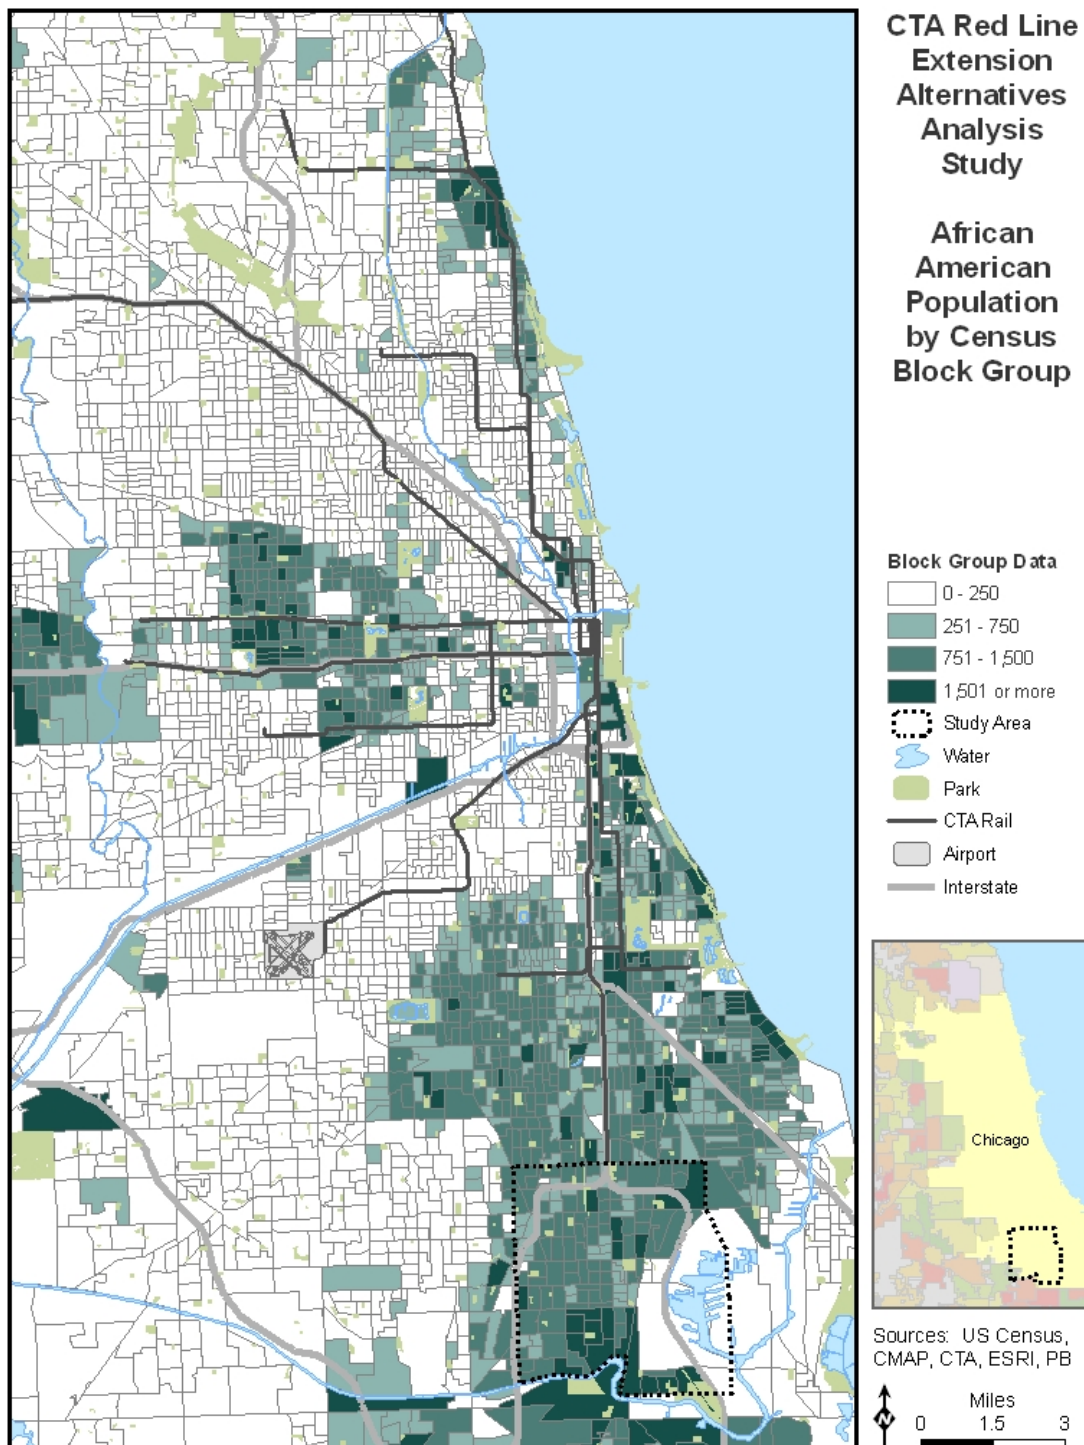 CTA Red Line
Extension
Alternatives
Analysis
Study
African
American
Population
by Census
Block Group
Block Group Data
0 - 250
251 - 750
751 - 1,500
1,501 or more
Study Area
Water
Park
CTA Rail
Airport
Interstate
Chicago
Sources: US Census,
CMAP, CTA, ESRI, PB
Miles
N
0 1.5 3